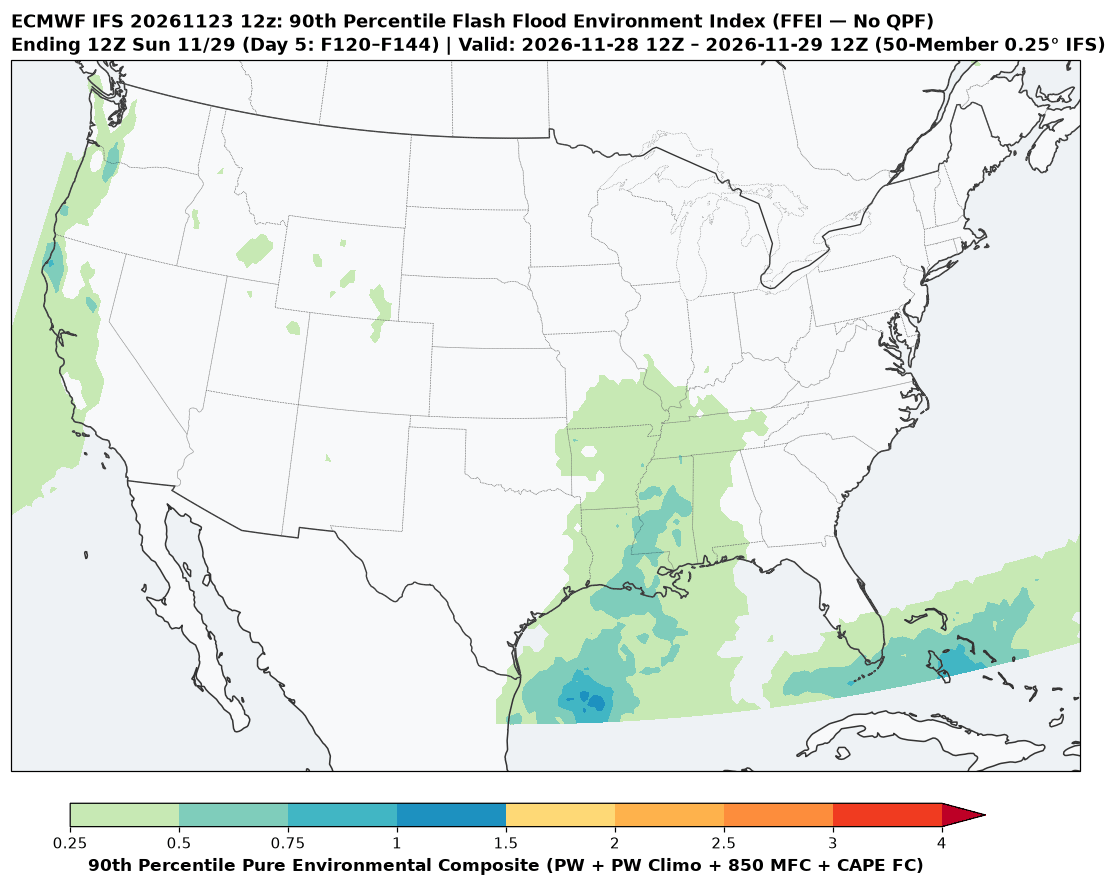 ECMWF IFS 20261123 12z: 90th Percentile Flash Flood Environment Index (FFEI — No QPF)
Ending 12Z Sun 11/29 (Day 5: F120–F144) | Valid: 2026-11-28 12Z – 2026-11-29 12Z (50-Member 0.25° IFS)
0.25 0.5 0.75 1 1.5 2 2.5 3 4
90th Percentile Pure Environmental Composite (PW + PW Climo + 850 MFC + CAPE FC)